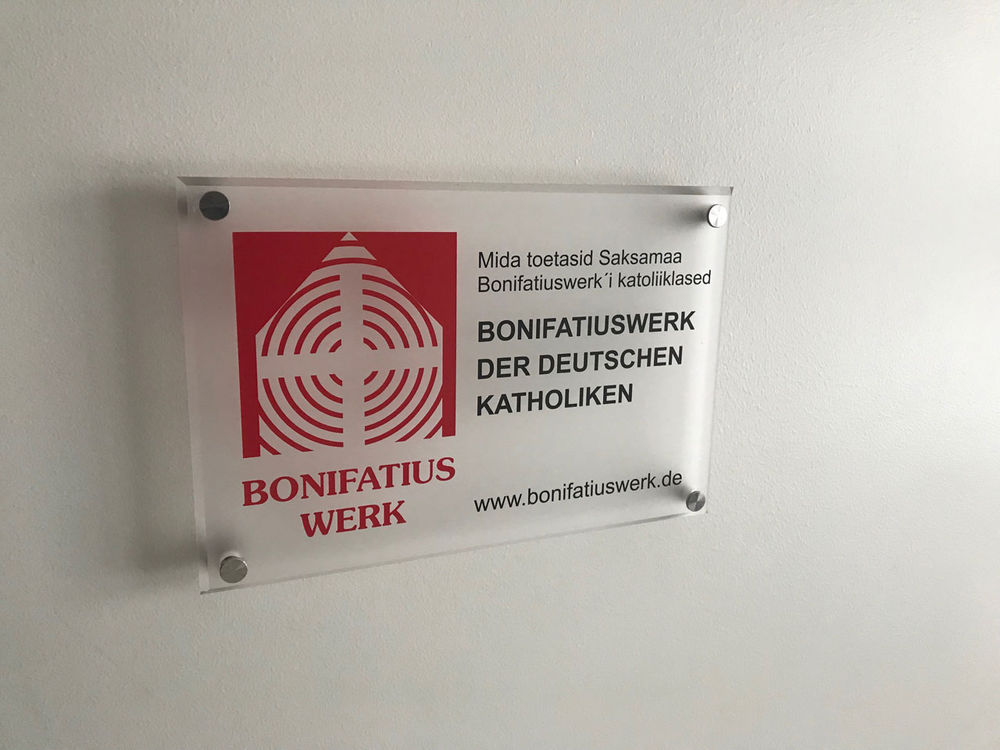 BONIFATIUS
WERK
Mida toetasid Saksamaa
Bonifatiuswerk´i katoliiklased
BONIFATIUSWERK
DER DEUTSCHEN
KATHOLIKEN
www.bonifatiuswerk.de